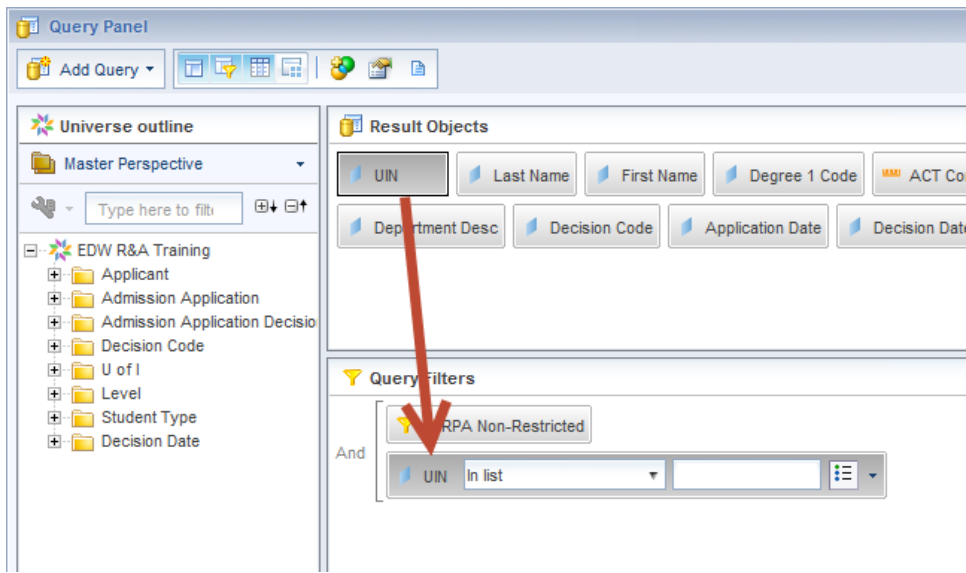 Query Panel
Add Query
Universe outline
Master Perspective
Type here to filt
EDW R&A Training
Applicant
Admission Application
Admission Application Decisio
Decision Code
U of I
Level
Student Type
Decision Date
Result Objects
UIN Last Name First Name Degree 1 Code ACT Co
Department Desc Decision Code Application Date Decision Date
Query Filters
And
RPA Non-Restricted
UIN In list